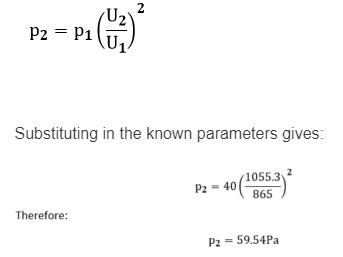 p₂ = p₁ (U₂/U₁)²
Substituting in the known parameters gives:
p₂ = 40 (1055.3/865)²
Therefore:
p₂ = 59.54Pa